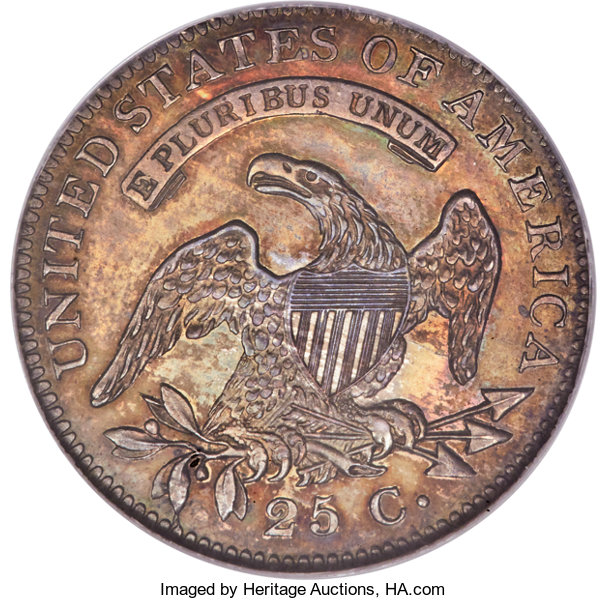 UNITED STATES OF AMERICA
E PLURIBUS UNUM
25 C.
Imaged by Heritage Auctions, HA.com